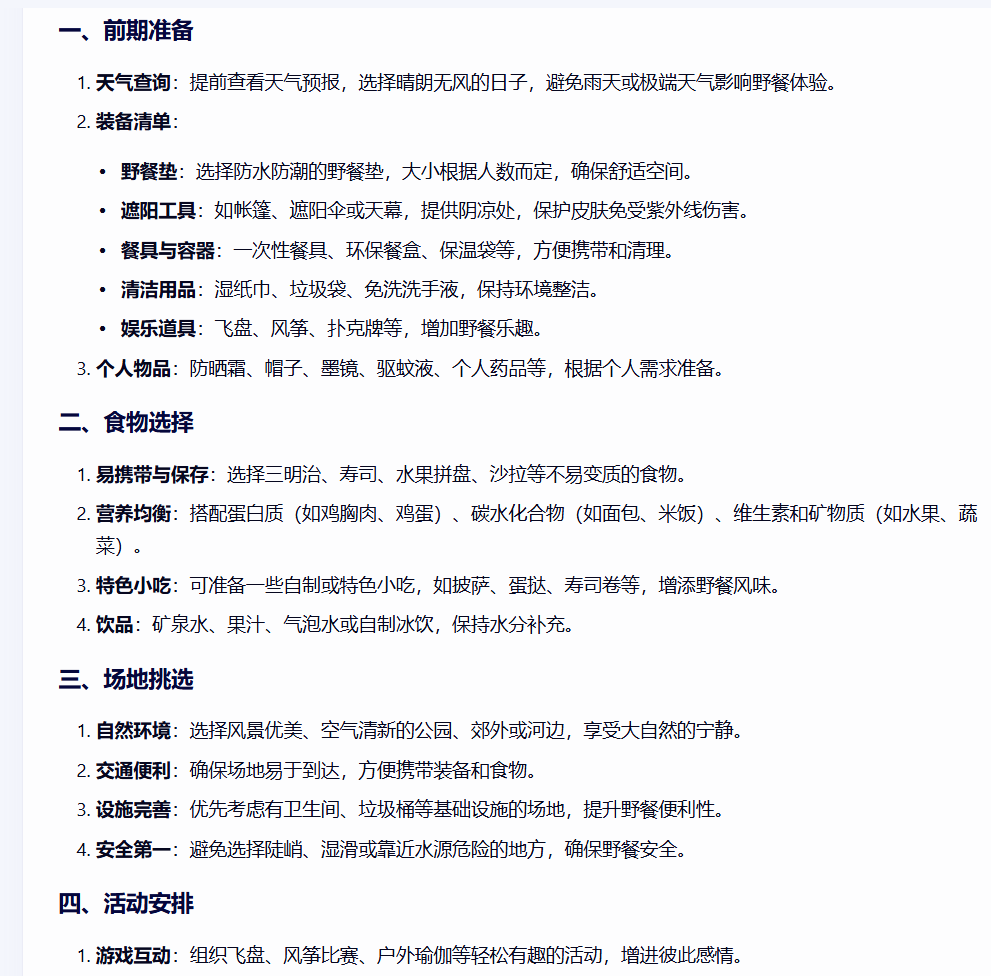 一、前期准备
1. 天气查询：提前查看天气预报，选择晴朗无风的日子，避免雨天或极端天气影响野餐体验。
2. 装备清单：
• 野餐垫：选择防水防潮的野餐垫，大小根据人数而定，确保舒适空间。
• 遮阳工具：如帐篷、遮阳伞或天幕，提供阴凉处，保护皮肤免受紫外线伤害。
• 餐具与容器：一次性餐具、环保餐盒、保温袋等，方便携带和清理。
• 清洁用品：湿纸巾、垃圾袋、免洗洗手液，保持环境整洁。
• 娱乐道具：飞盘、风筝、扑克牌等，增加野餐乐趣。
3. 个人物品：防晒霜、帽子、墨镜、驱蚊液、个人药品等，根据个人需求准备。
二、食物选择
1. 易携带与保存：选择三明治、寿司、水果拼盘、沙拉等不易变质的食物。
2. 营养均衡：搭配蛋白质（如鸡胸肉、鸡蛋）、碳水化合物（如面包、米饭）、维生素和矿物质（如水果、蔬
菜）。
3. 特色小吃：可准备一些自制或特色小吃，如披萨、蛋挞、寿司卷等，增添野餐风味。
4. 饮品：矿泉水、果汁、气泡水或自制冰饮，保持水分补充。
三、场地挑选
1. 自然环境：选择风景优美、空气清新的公园、郊外或河边，享受大自然的宁静。
2. 交通便利：确保场地易于到达，方便携带装备和食物。
3. 设施完善：优先考虑有卫生间、垃圾桶等基础设施的场地，提升野餐便利性。
4. 安全第一：避免选择陡峭、湿滑或靠近水源危险的地方，确保野餐安全。
四、活动安排
1. 游戏互动：组织飞盘、风筝比赛、户外瑜伽等轻松有趣的活动，增进彼此感情。